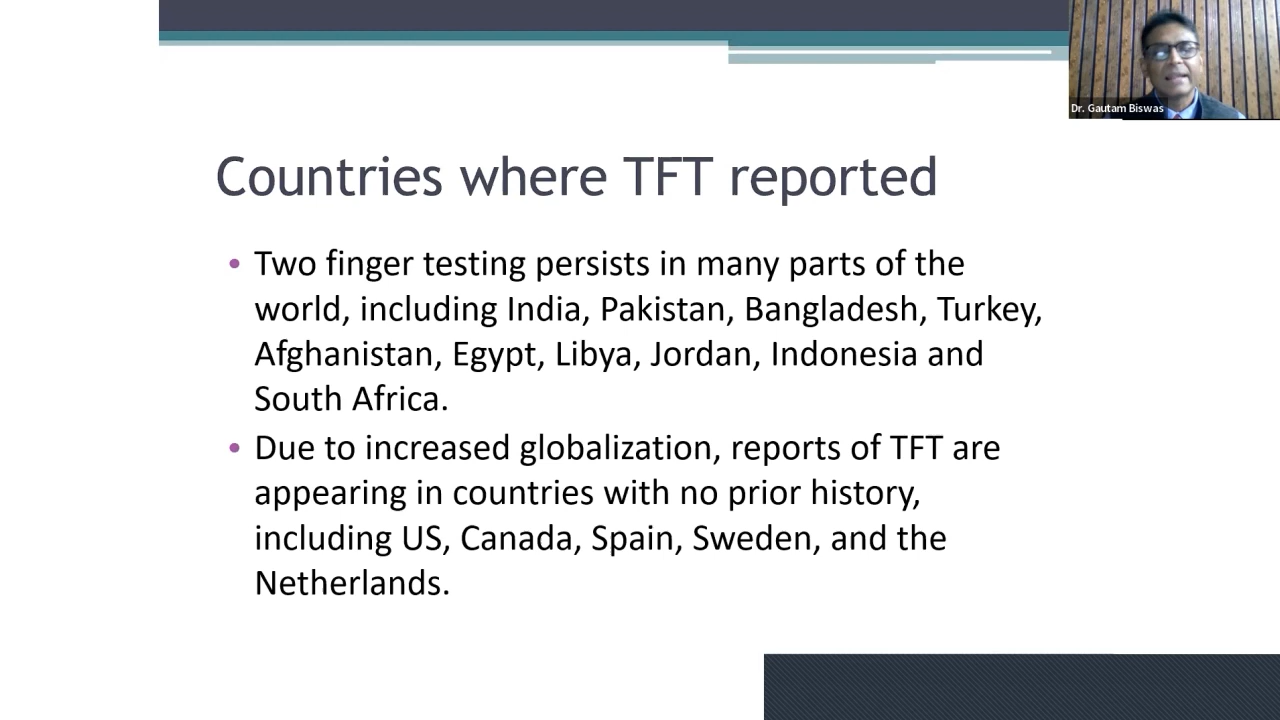 Dr. Gautam Biswas
Countries where TFT reported
• Two finger testing persists in many parts of the
world, including India, Pakistan, Bangladesh, Turkey,
Afghanistan, Egypt, Libya, Jordan, Indonesia and
South Africa.
• Due to increased globalization, reports of TFT are
appearing in countries with no prior history,
including US, Canada, Spain, Sweden, and the
Netherlands.